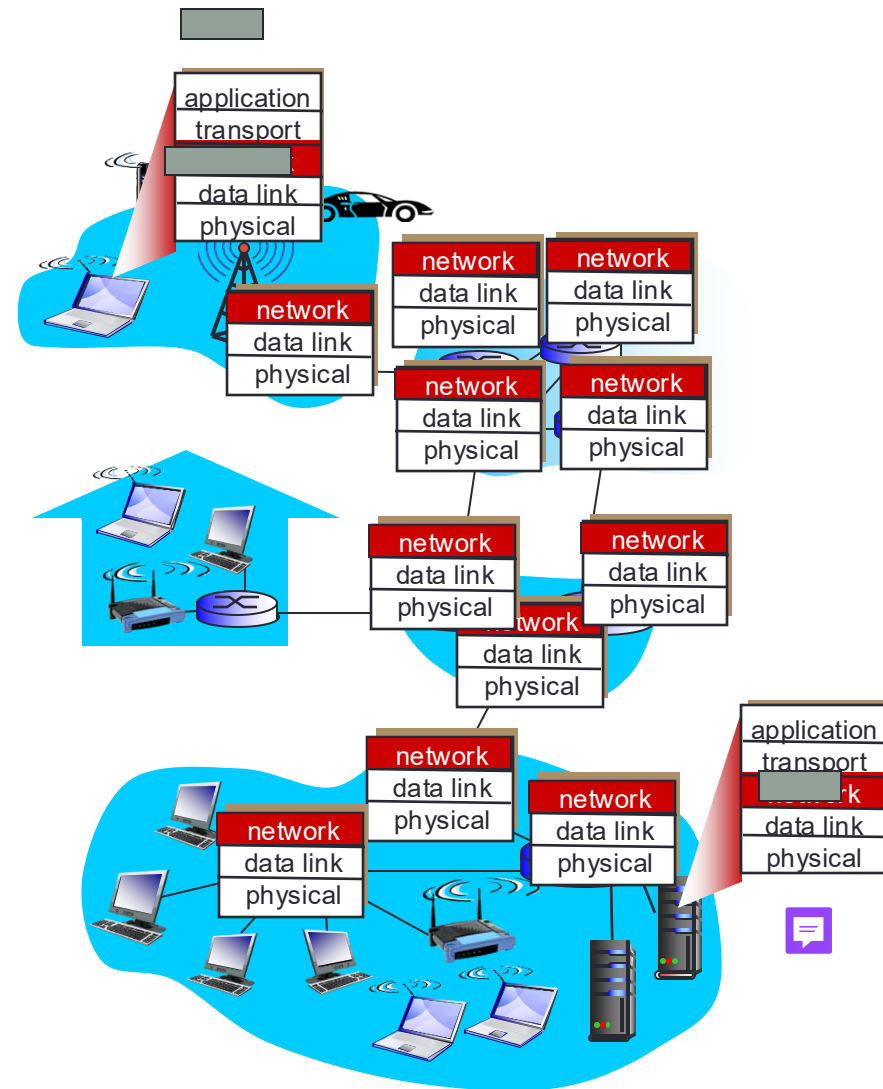 application
transport
data link
physical
network
data link
physical
network
data link
physical
network
data link
physical
network
data link
physical
network
data link
physical
network
data link
physical
network
data link
physical
network
data link
physical
network
data link
physical
network
data link
physical
network
data link
physical
application
transport
data link
physical